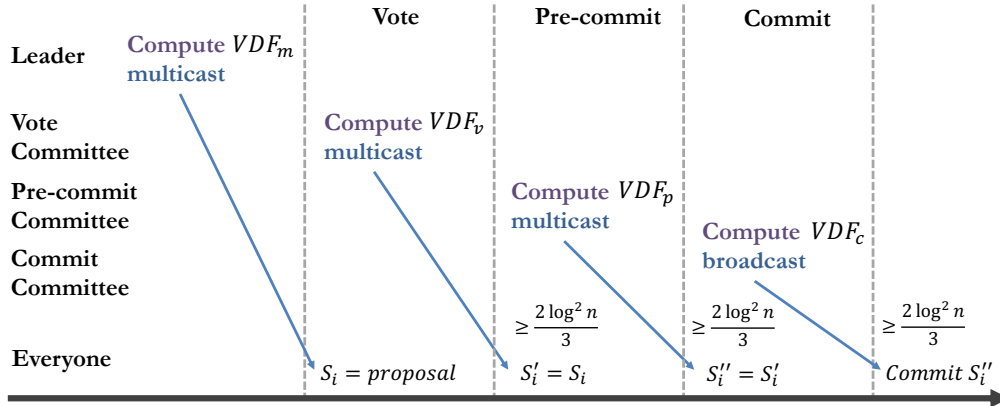 Vote
Pre-commit
Commit
Leader
Compute VDF_m
multicast
Vote
Committee
Compute VDF_v
multicast
Pre-commit
Committee
Compute VDF_p
multicast
Commit
Committee
Compute VDF_c
broadcast
≥ 2 log² n / 3
≥ 2 log² n / 3
≥ 2 log² n / 3
Everyone
S_i = proposal
S_i' = S_i
S_i'' = S_i'
Commit S_i''